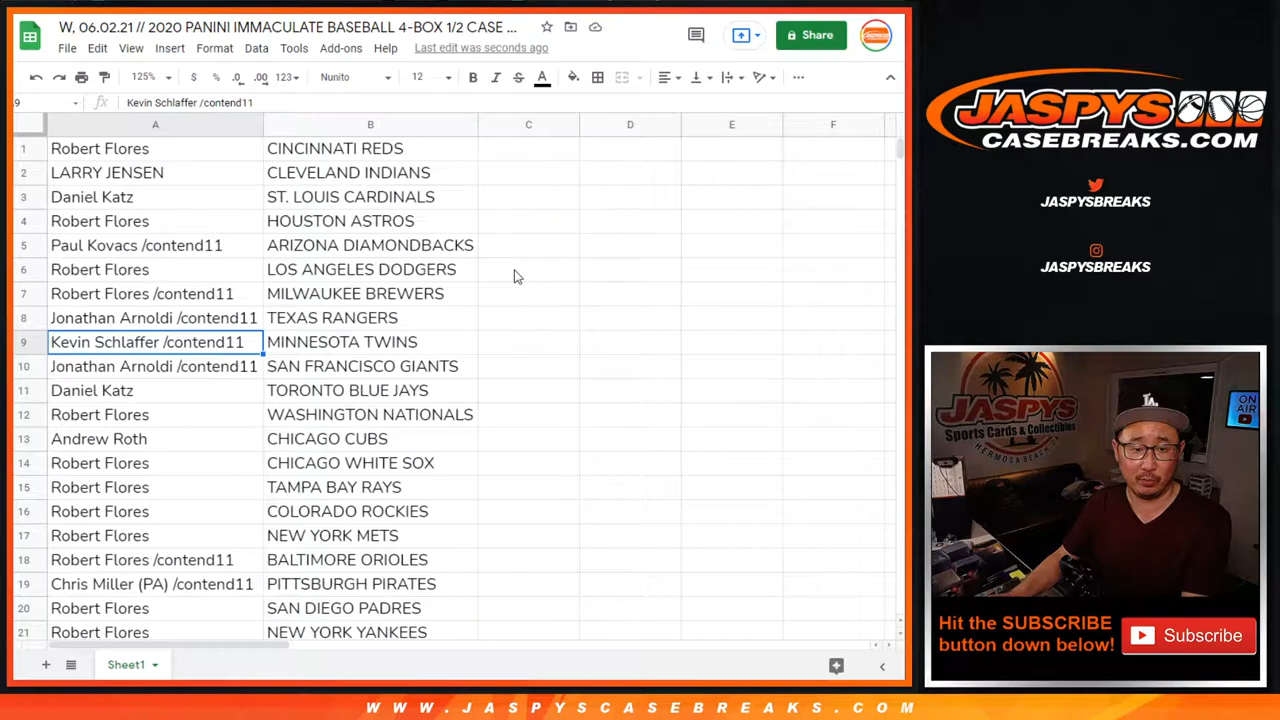 W, 06.02.21 // 2020 PANINI IMMACULATE BASEBALL 4-BOX 1/2 CASE ...
File Edit View Insert Format Data Tools Add-ons Help Last edit was seconds ago
Share
125% $ % .0 .00 123 Nunito 12 B I S A
9 fx Kevin Schlaffer /contend11
A B C D E F
1 Robert Flores CINCINNATI REDS
2 LARRY JENSEN CLEVELAND INDIANS
3 Daniel Katz ST. LOUIS CARDINALS
4 Robert Flores HOUSTON ASTROS
5 Paul Kovacs /contend11 ARIZONA DIAMONDBACKS
6 Robert Flores LOS ANGELES DODGERS
7 Robert Flores /contend11 MILWAUKEE BREWERS
8 Jonathan Arnoldi /contend11 TEXAS RANGERS
9 Kevin Schlaffer /contend11 MINNESOTA TWINS
10 Jonathan Arnoldi /contend11 SAN FRANCISCO GIANTS
11 Daniel Katz TORONTO BLUE JAYS
12 Robert Flores WASHINGTON NATIONALS
13 Andrew Roth CHICAGO CUBS
14 Robert Flores CHICAGO WHITE SOX
15 Robert Flores TAMPA BAY RAYS
16 Robert Flores COLORADO ROCKIES
17 Robert Flores NEW YORK METS
18 Robert Flores /contend11 BALTIMORE ORIOLES
19 Chris Miller (PA) /contend11 PITTSBURGH PIRATES
20 Robert Flores SAN DIEGO PADRES
21 Robert Flores NEW YORK YANKEES
Sheet1
JASPYS
CASEBREAKS.COM
JASPYSBREAKS
JASPYSBREAKS
JASPYS
Sports Cards & Collectibles
HERMOSA BEACH, CA
ON AIR
LA
Hit the SUBSCRIBE
button down below!
Subscribe
WWW.JASPYSCASEBREAKS.COM